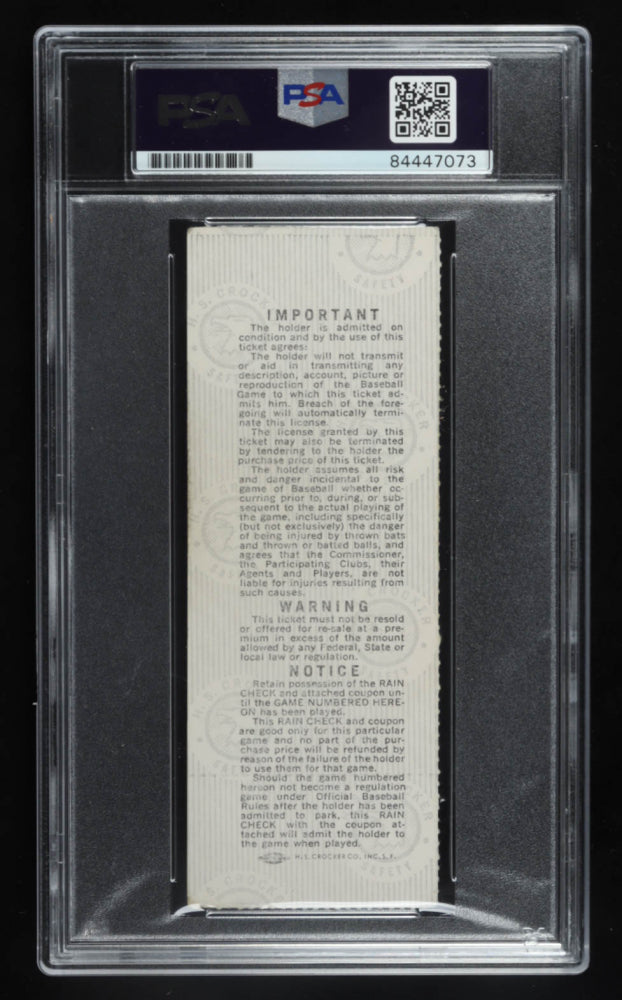 PSA
PSA
84447073
SAFETY
H. S. CROCKER
IMPORTANT
The holder is admitted on
condition and by the use of this
ticket agrees:
The holder will not transmit
or aid in transmitting any
description, account, picture or
reproduction of the Baseball
Game to which this ticket ad-
mits him. Breach of the fore-
going will automatically termi-
nate this license.
The license granted by this
ticket may also be terminated
by tendering to the holder the
purchase price of this ticket.
The holder assumes all risk
and danger incidental to the
game of Baseball whether oc-
curring prior to, during, or sub-
sequent to the actual playing of
the game, including specifically
(but not exclusively) the danger
of being injured by thrown bats
and thrown or batted balls, and
agrees that the Commissioner,
the Participating Clubs, their
Agents and Players, are not
liable for injuries resulting from
such causes.
WARNING
This ticket must not be resold
or offered for re-sale at a pre-
mium in excess of the amount
allowed by any Federal, State or
local law or regulation.
NOTICE
Retain possession of the RAIN
CHECK and attached coupon un-
til the GAME NUMBERED HERE-
ON has been played.
This RAIN CHECK and coupon
are good only for this particular
game and no part of the pur-
chase price will be refunded by
reason of the failure of the holder
to use them for that game.
Should the game numbered
hereon not become a regulation
game under Official Baseball
Rules after the holder has been
admitted to park, this RAIN
CHECK with the coupon at-
tached will admit the holder to
the game when played.
H. S. CROCKER CO., INC. S. F.